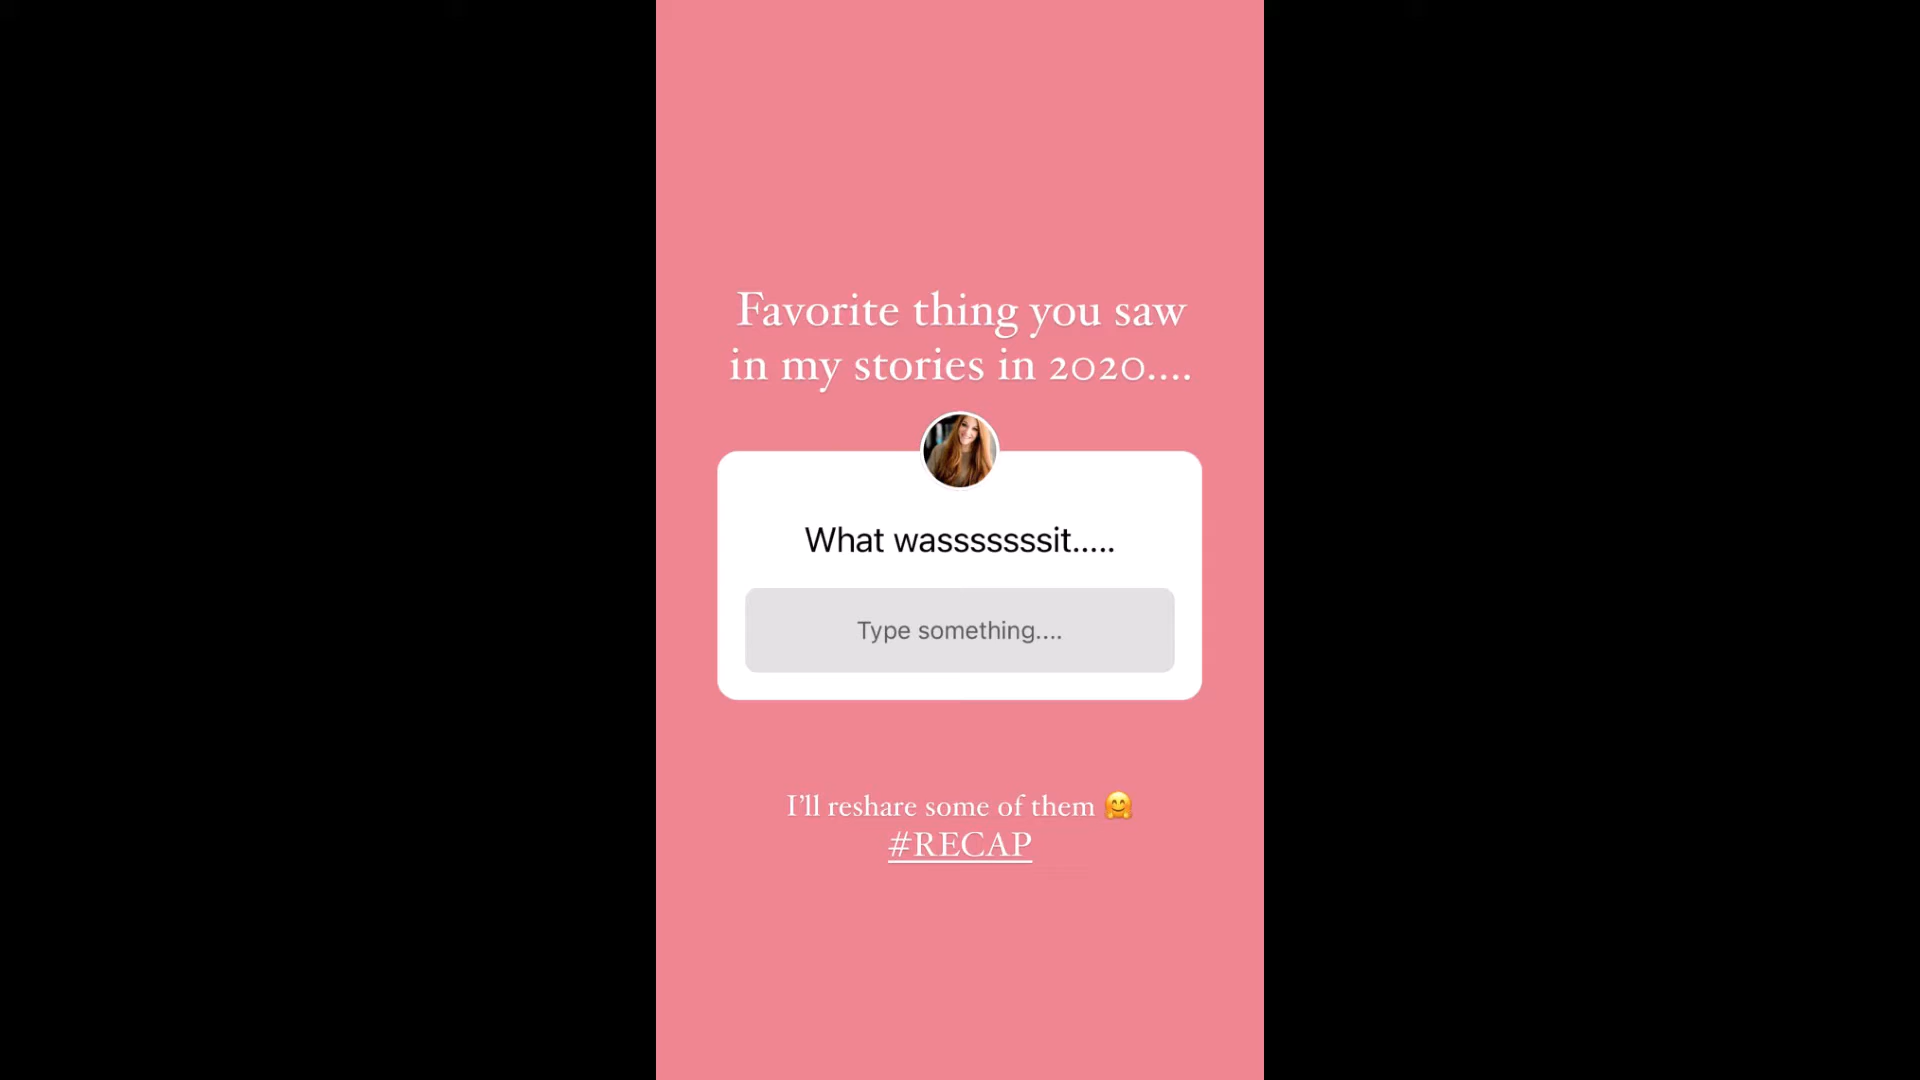 Favorite thing you saw
in my stories in 2020....
What wasssssssit.....
Type something....
I'll reshare some of them 🤗
#RECAP